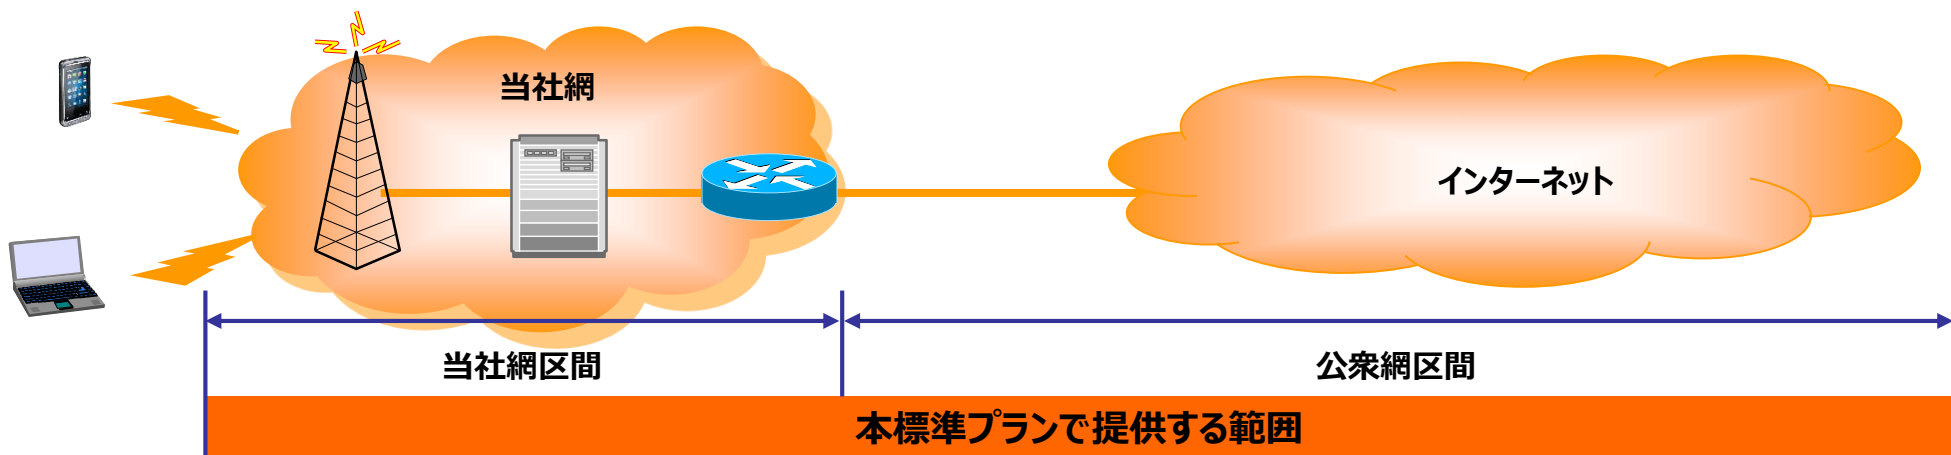 当社網
インターネット
当社網区間
公衆網区間
本標準プランで提供する範囲